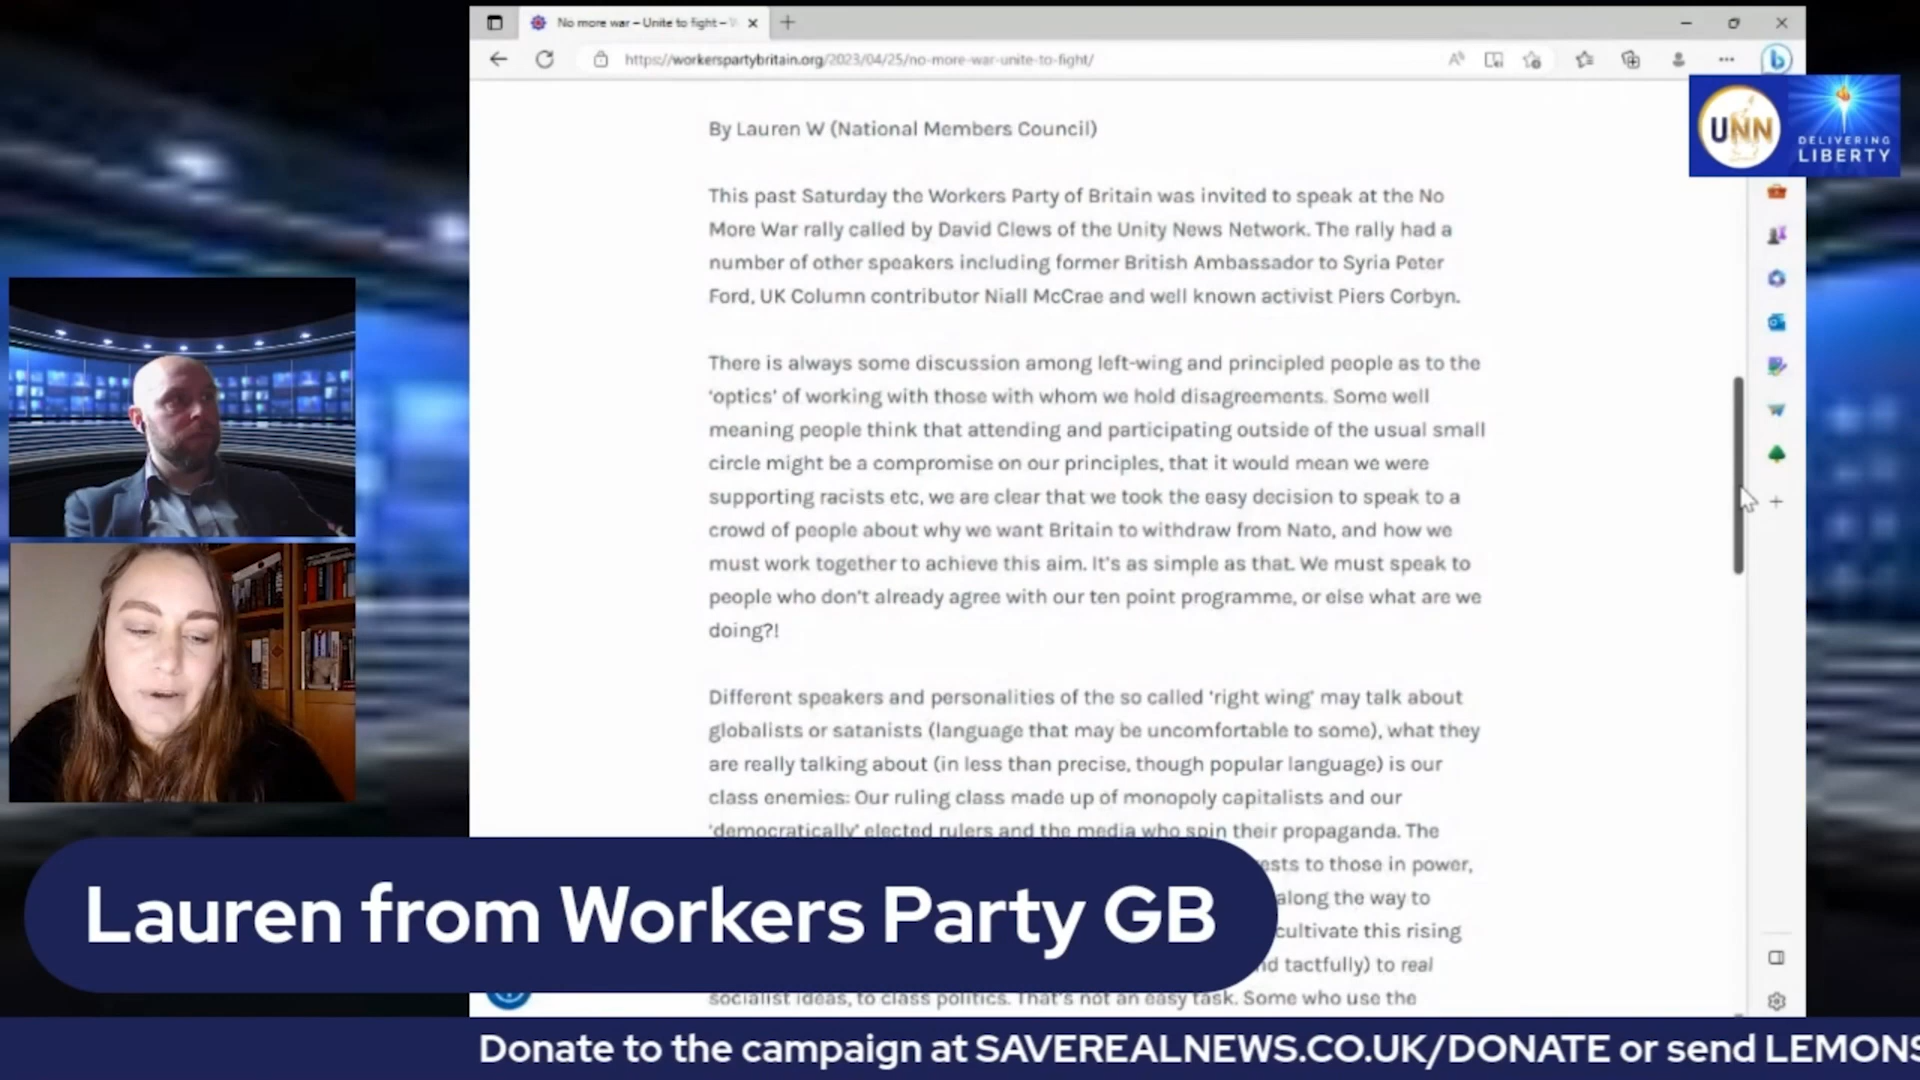 No more war – Unite to fight –
https://workerspartybritain.org/2023/04/25/no-more-war-unite-to-fight/
UNN
DELIVERING
LIBERTY
By Lauren W (National Members Council)
This past Saturday the Workers Party of Britain was invited to speak at the No
More War rally called by David Clews of the Unity News Network. The rally had a
number of other speakers including former British Ambassador to Syria Peter
Ford, UK Column contributor Niall McCrae and well known activist Piers Corbyn.
There is always some discussion among left-wing and principled people as to the
‘optics’ of working with those with whom we hold disagreements. Some well
meaning people think that attending and participating outside of the usual small
circle might be a compromise on our principles, that it would mean we were
supporting racists etc, we are clear that we took the easy decision to speak to a
crowd of people about why we want Britain to withdraw from Nato, and how we
must work together to achieve this aim. It’s as simple as that. We must speak to
people who don’t already agree with our ten point programme, or else what are we
doing?!
Different speakers and personalities of the so called ‘right wing’ may talk about
globalists or satanists (language that may be uncomfortable to some), what they
are really talking about (in less than precise, though popular language) is our
class enemies: Our ruling class made up of monopoly capitalists and our
‘democratically’ elected rulers and the media who spin their propaganda. The
to those in power,
along the way to
cultivate this rising
tactfully) to real
socialist ideas, to class politics. That’s not an easy task. Some who use the
Lauren from Workers Party GB
Donate to the campaign at SAVEREALNEWS.CO.UK/DONATE or send LEMONS